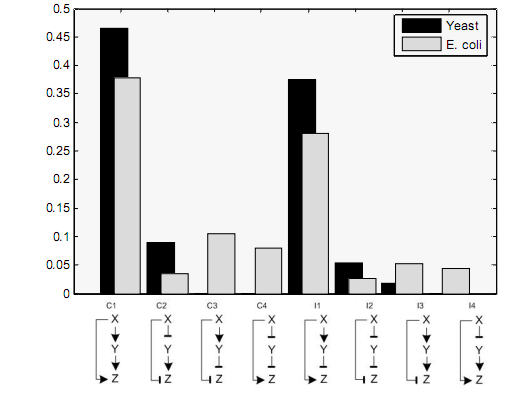 0.5
Yeast
0.45
E. coli
0.4
0.35
0.3
0.25
0.2
0.15
0.1
0.05
0
C1 C2 C3 C4 I1 I2 I3 I4
X X X X X X X X
Y Y Y Y Y Y Y Y
Z Z Z Z Z Z Z Z